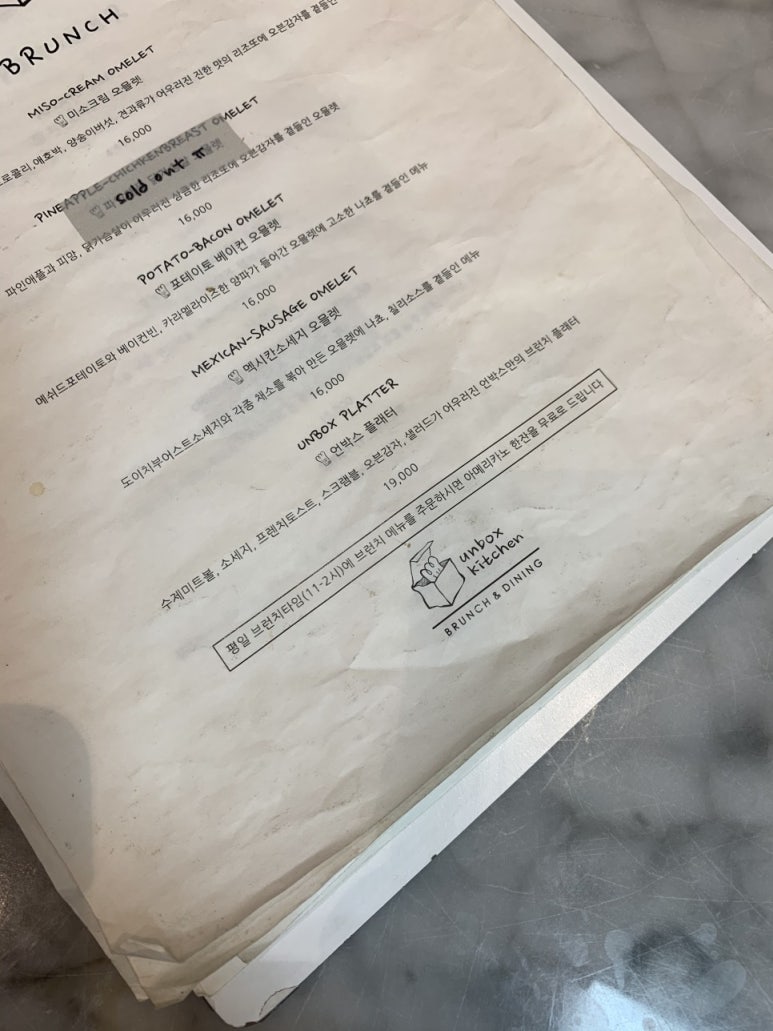 BRUNCH
MISO-CREAM OMELET
미소크림 오믈렛
애호박, 양송이버섯, 견과류가 어우러진 진한 맛의 리조또에 오븐감자를 곁들인
16,000
PINEAPPLE-CHICHKENBREAST OMELET
sold out ㅠ
파인애플과 피망, 닭가슴살이 어우러진 상큼한 리조또에 오븐감자를 곁들인 오믈렛
16,000
POTATO-BACON OMELET
포테이토 베이컨 오믈렛
메쉬드포테이토와 베이컨빈, 카라멜라이즈한 양파가 들어간 오믈렛에 고소한 나쵸를 곁들인 메뉴
16,000
MEXICAN-SAUSAGE OMELET
멕시칸소세지 오믈렛
도이치부어스트소세지와 각종 채소를 볶아 만든 오믈렛에 나쵸, 칠리소스를 곁들인 메뉴
16,000
UNBOX PLATTER
언박스 플래터
수제미트볼, 소세지, 프렌치토스트, 스크램블, 오븐감자, 샐러드가 어우러진 언박스만의 브런치 플래터
19,000
평일 브런치타임(11-2시)에 브런치 메뉴를 주문하시면 아메리카노 한잔을 무료로 드립니다
unbox
kitchen
BRUNCH & DINING